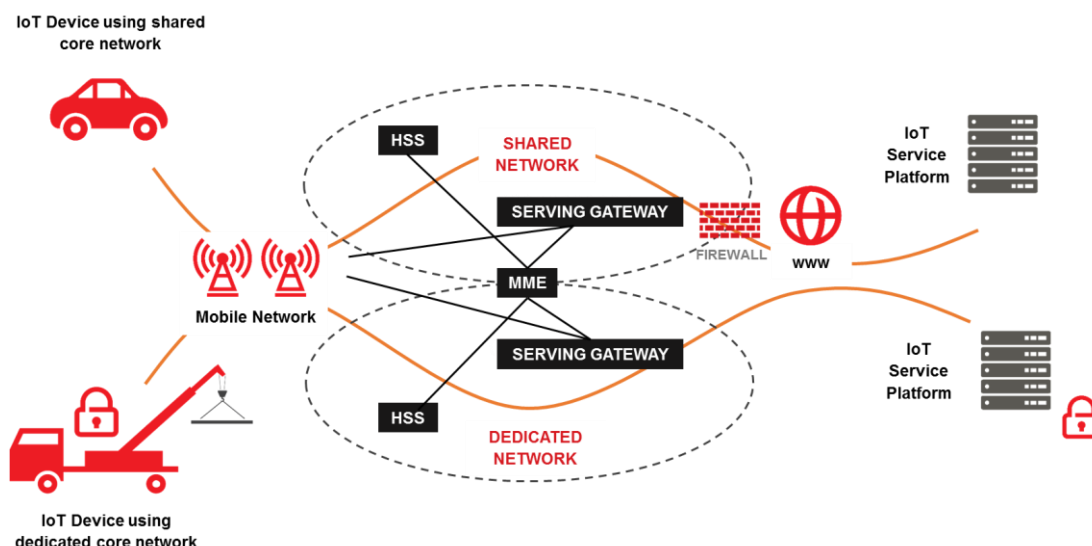 IoT Device using shared
core network
HSS
SHARED
NETWORK
IoT
Service
Platform
SERVING GATEWAY
FIREWALL
www
MME
Mobile Network
SERVING GATEWAY
IoT
Service
Platform
HSS
DEDICATED
NETWORK
IoT Device using
dedicated core network